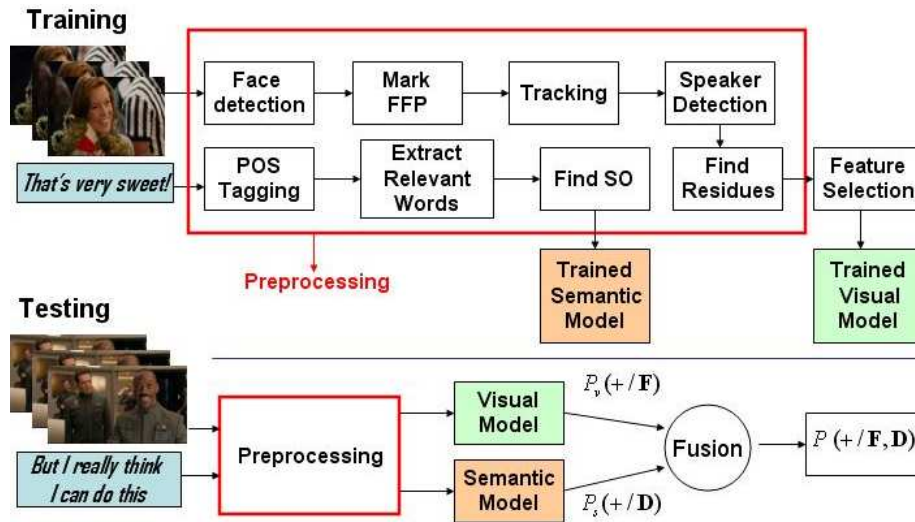 Training
Face
detection
Mark
FFP
Tracking
Speaker
Detection
That's very sweet!
POS
Tagging
Extract
Relevant
Words
Find SO
Find
Residues
Feature
Selection
Preprocessing
Trained
Semantic
Model
Trained
Visual
Model
Testing
But I really think
I can do this
Preprocessing
Visual
Model
Semantic
Model
P_v(+/F)
P_s(+/D)
Fusion
P(+/F,D)